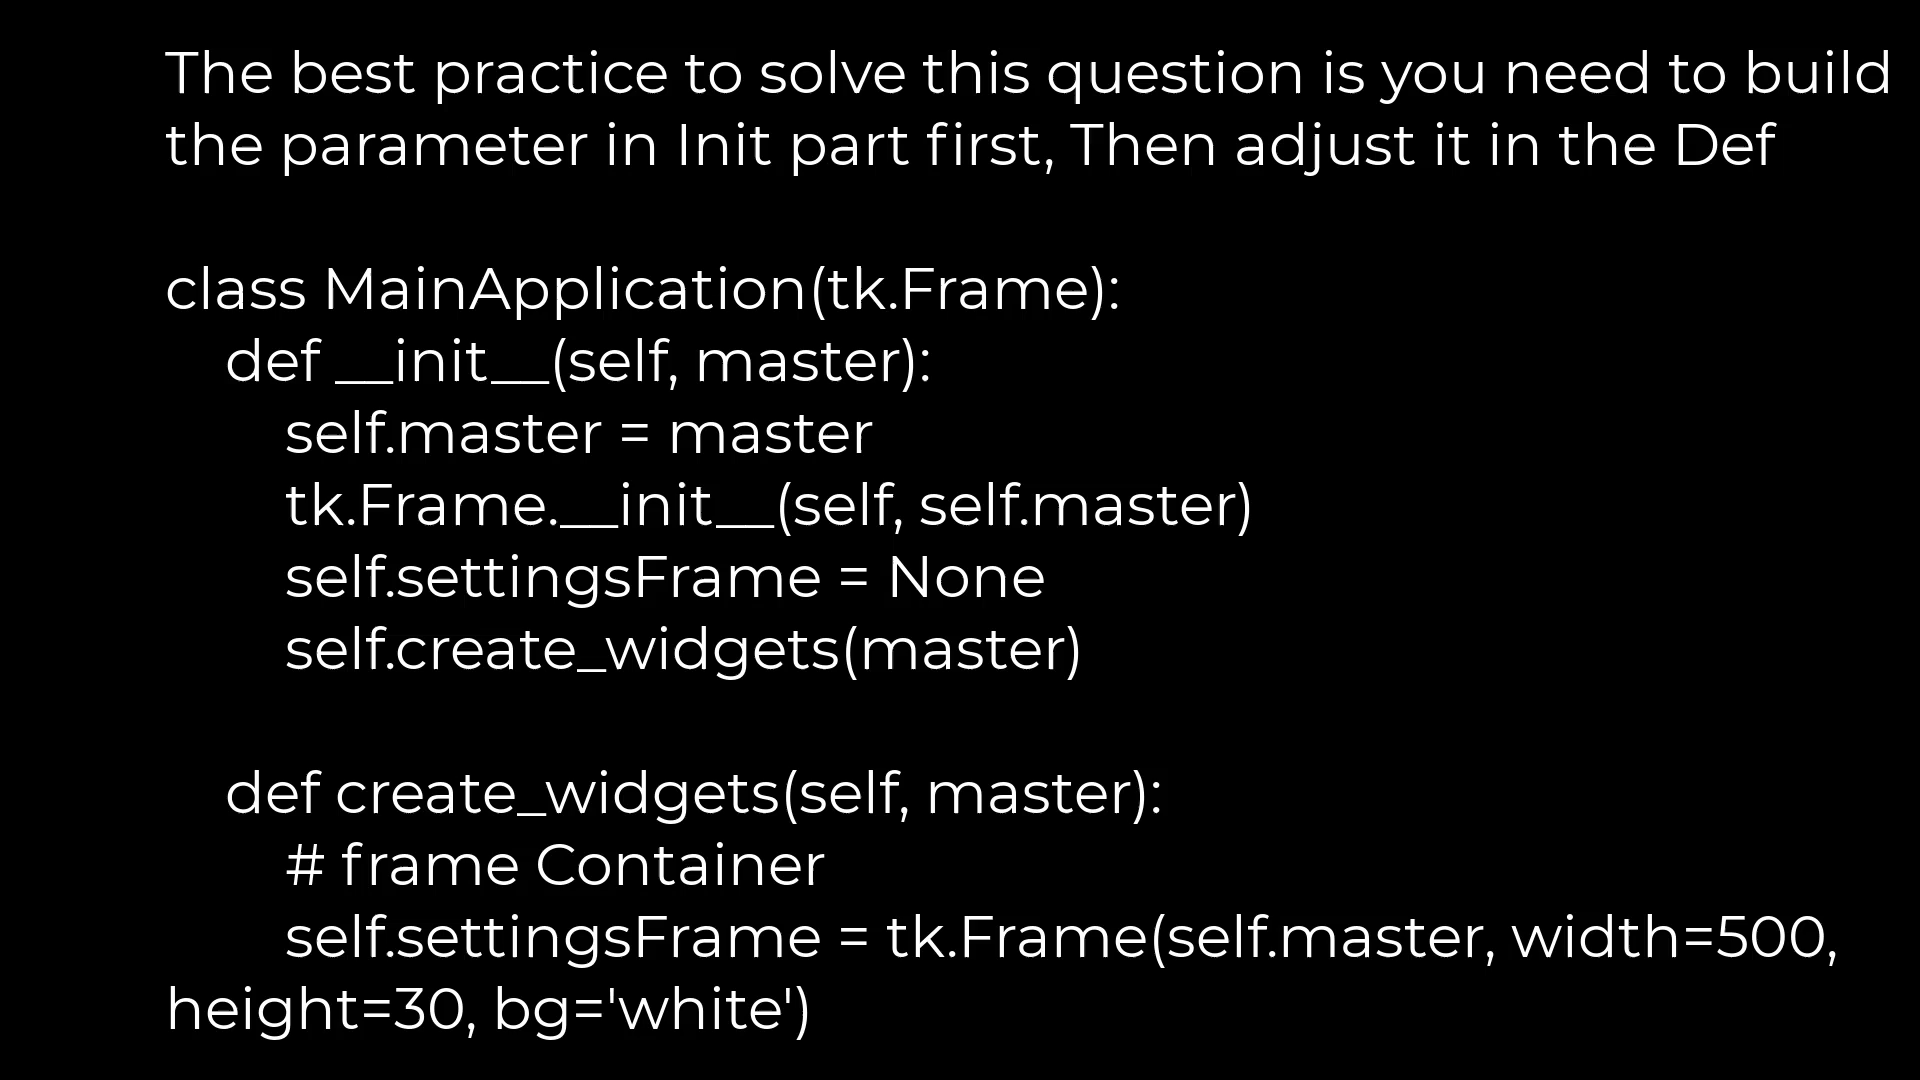 The best practice to solve this question is you need to build
the parameter in Init part first, Then adjust it in the Def
class MainApplication(tk.Frame):
def __init__(self, master):
self.master = master
tk.Frame.__init__(self, self.master)
self.settingsFrame = None
self.create_widgets(master)
def create_widgets(self, master):
# frame Container
self.settingsFrame = tk.Frame(self.master, width=500,
height=30, bg='white')